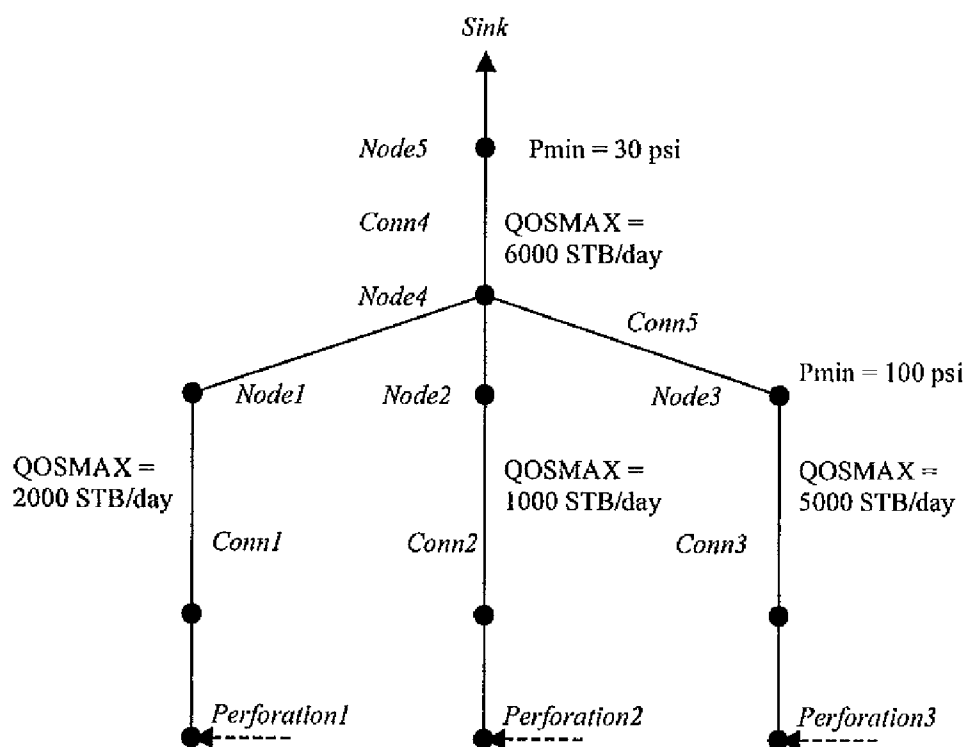 Sink
Node5
Pmin = 30 psi
Conn4
QOSMAX =
6000 STB/day
Node4
Conn5
Node1
Node2
Node3
Pmin = 100 psi
QOSMAX =
2000 STB/day
QOSMAX =
1000 STB/day
QOSMAX =
5000 STB/day
Conn1
Conn2
Conn3
Perforation1
Perforation2
Perforation3